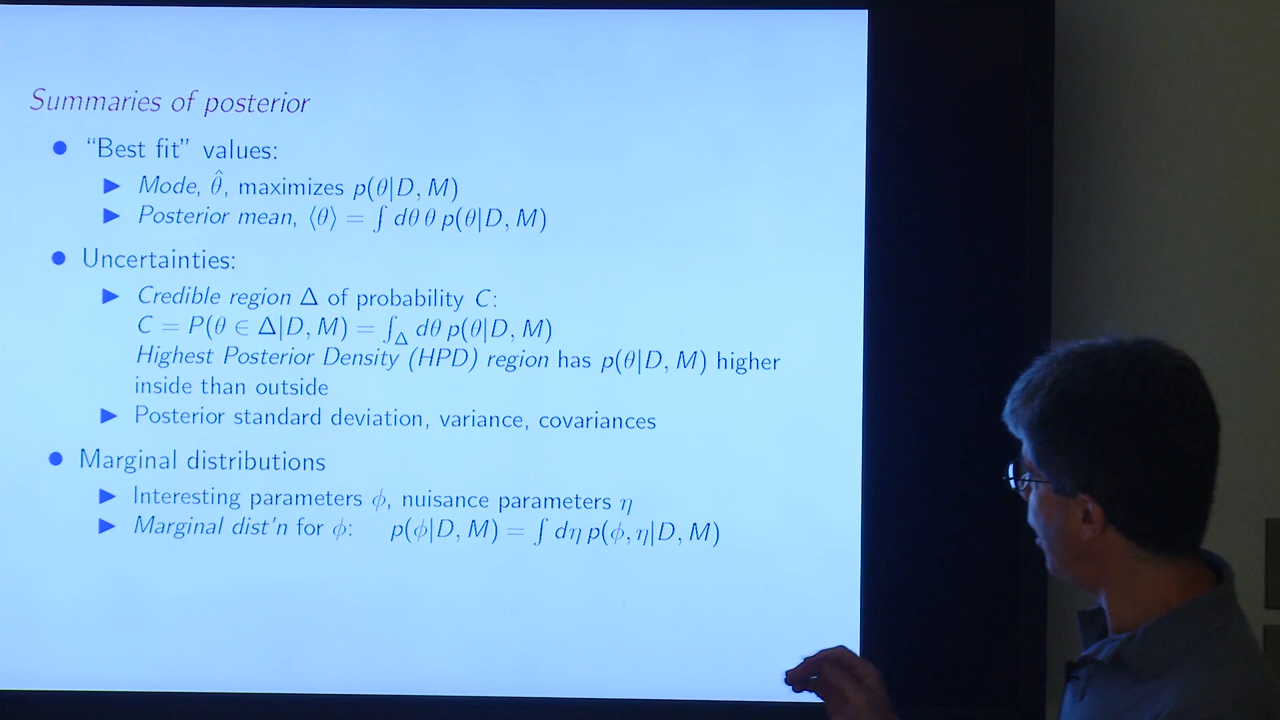 Summaries of posterior
● “Best fit” values:
▶ Mode, θ̂, maximizes p(θ|D, M)
▶ Posterior mean, ⟨θ⟩ = ∫ dθ θ p(θ|D, M)
● Uncertainties:
▶ Credible region Δ of probability C:
C = P(θ ∈ Δ|D, M) = ∫_Δ dθ p(θ|D, M)
Highest Posterior Density (HPD) region has p(θ|D, M) higher
inside than outside
▶ Posterior standard deviation, variance, covariances
● Marginal distributions
▶ Interesting parameters ϕ, nuisance parameters η
▶ Marginal dist’n for ϕ: p(ϕ|D, M) = ∫ dη p(ϕ, η|D, M)